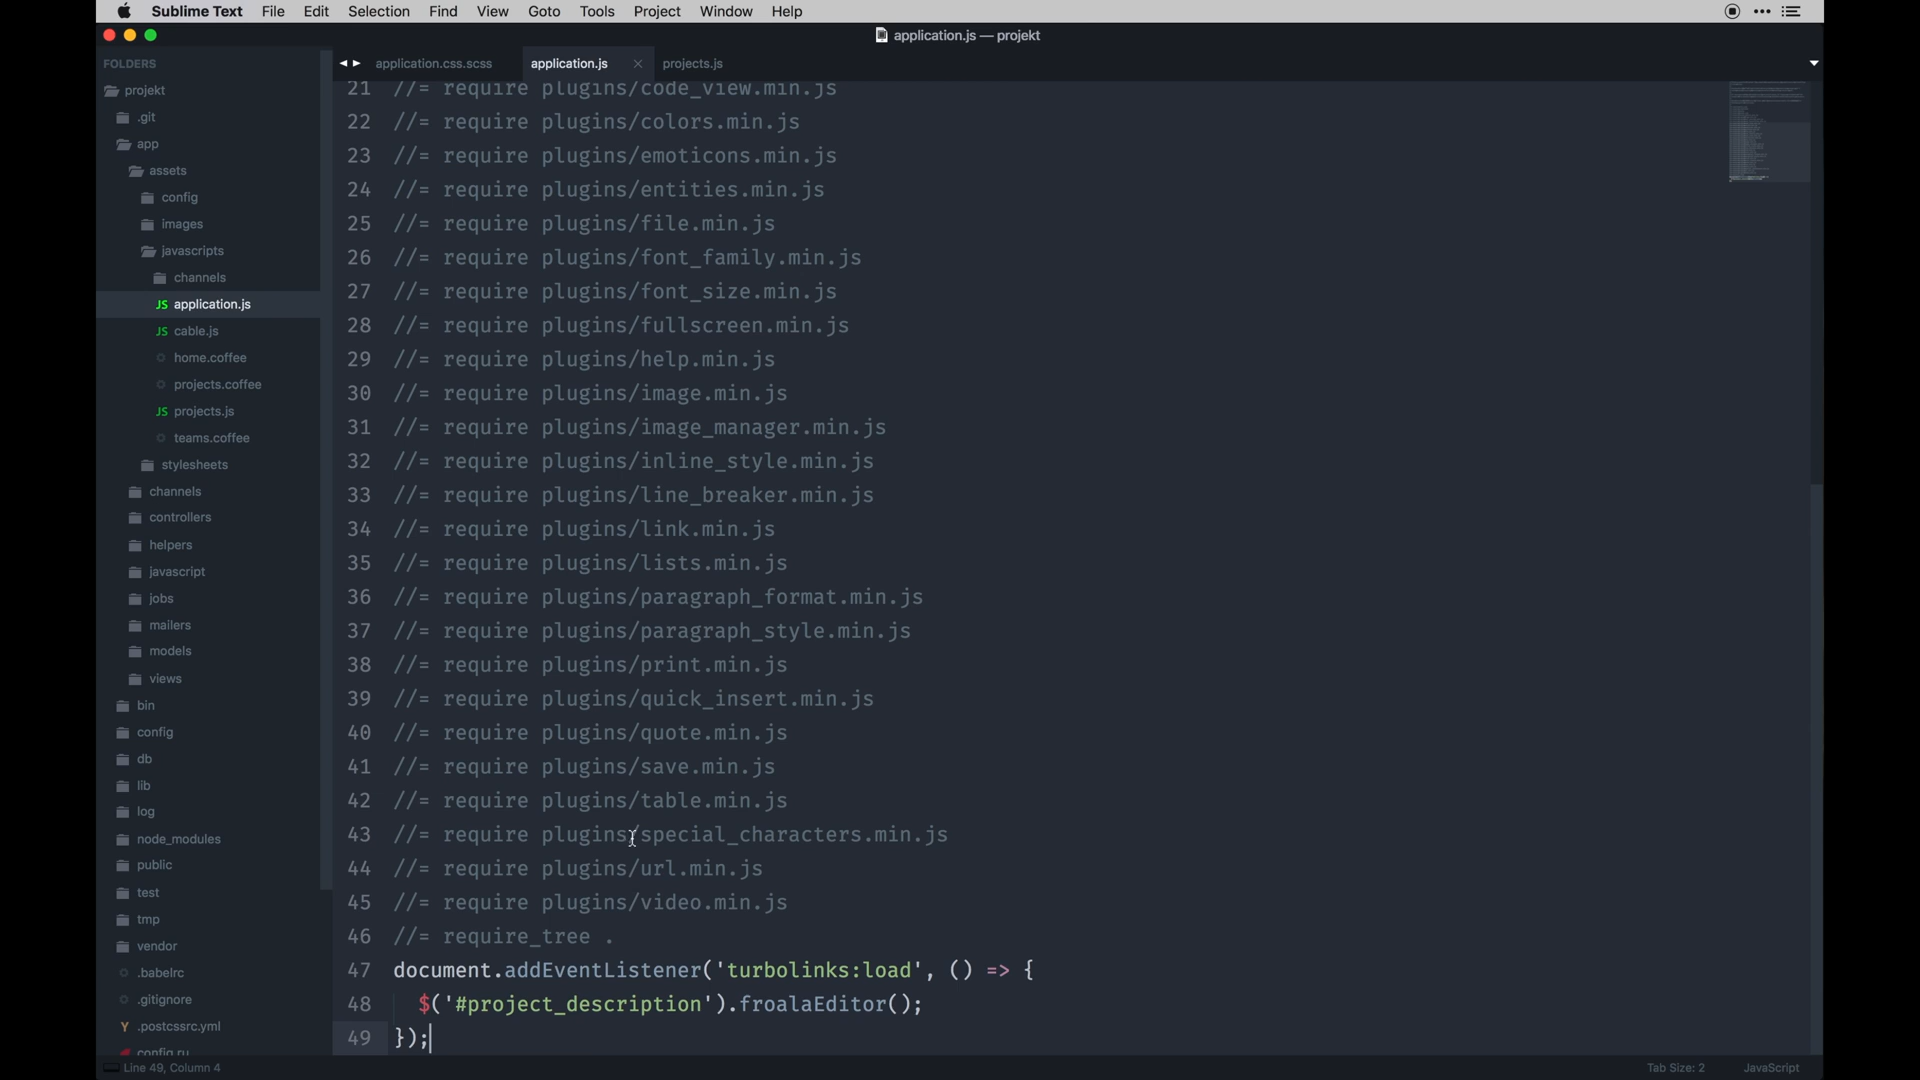 Sublime Text File Edit Selection Find View Goto Tools Project Window Help
application.js — projekt
FOLDERS
projekt
.git
app
assets
config
images
javascripts
channels
JS application.js
JS cable.js
home.coffee
projects.coffee
JS projects.js
teams.coffee
stylesheets
channels
controllers
helpers
javascript
jobs
mailers
models
views
bin
config
db
lib
log
node_modules
public
test
tmp
vendor
.babelrc
.gitignore
Y .postcssrc.yml
config.ru
application.css.scss application.js projects.js
21 //= require plugins/code_view.min.js
22 //= require plugins/colors.min.js
23 //= require plugins/emoticons.min.js
24 //= require plugins/entities.min.js
25 //= require plugins/file.min.js
26 //= require plugins/font_family.min.js
27 //= require plugins/font_size.min.js
28 //= require plugins/fullscreen.min.js
29 //= require plugins/help.min.js
30 //= require plugins/image.min.js
31 //= require plugins/image_manager.min.js
32 //= require plugins/inline_style.min.js
33 //= require plugins/line_breaker.min.js
34 //= require plugins/link.min.js
35 //= require plugins/lists.min.js
36 //= require plugins/paragraph_format.min.js
37 //= require plugins/paragraph_style.min.js
38 //= require plugins/print.min.js
39 //= require plugins/quick_insert.min.js
40 //= require plugins/quote.min.js
41 //= require plugins/save.min.js
42 //= require plugins/table.min.js
43 //= require plugins/special_characters.min.js
44 //= require plugins/url.min.js
45 //= require plugins/video.min.js
46 //= require_tree .
47 document.addEventListener('turbolinks:load', () => {
48 $('#project_description').froalaEditor();
49 });
Line 49, Column 4 Tab Size: 2 JavaScript